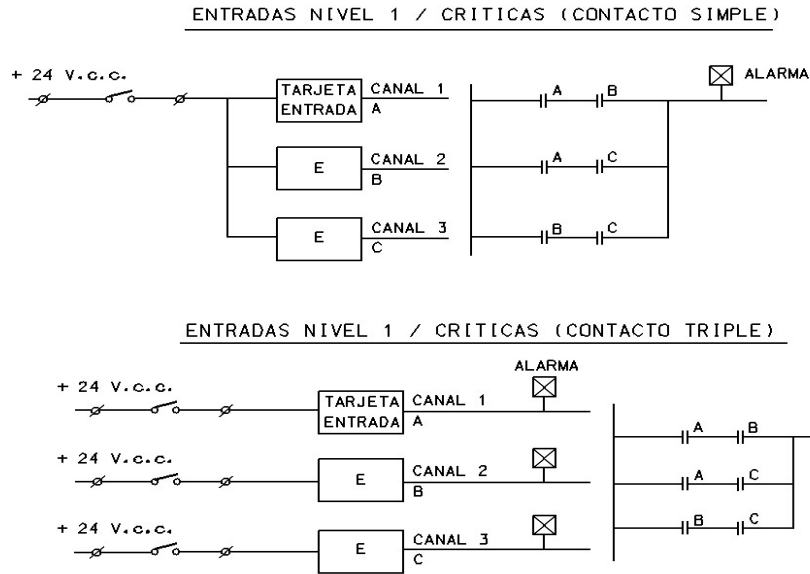 ENTRADAS NIVEL 1 / CRITICAS (CONTACTO SIMPLE)
+ 24 V.c.c.
TARJETA ENTRADA
CANAL 1
A
E
CANAL 2
B
E
CANAL 3
C
A B
ALARMA
A C
B C
ENTRADAS NIVEL 1 / CRITICAS (CONTACTO TRIPLE)
+ 24 V.c.c.
TARJETA ENTRADA
CANAL 1
A
ALARMA
+ 24 V.c.c.
E
CANAL 2
B
+ 24 V.c.c.
E
CANAL 3
C
A B
A C
B C